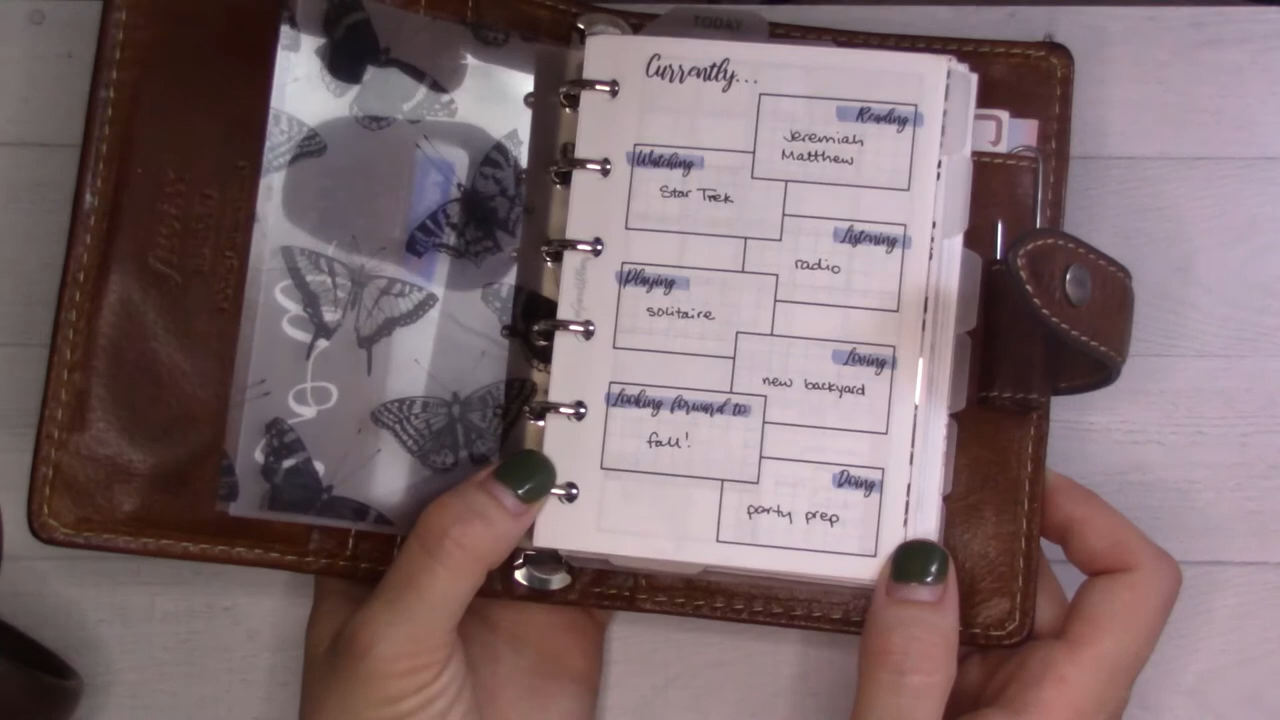 TODAY
Currently...
Reading
Jeremiah
Matthew
Watching
Star Trek
Listening
radio
Playing
solitaire
Loving
new backyard
Looking forward to
fall!
Doing
party prep